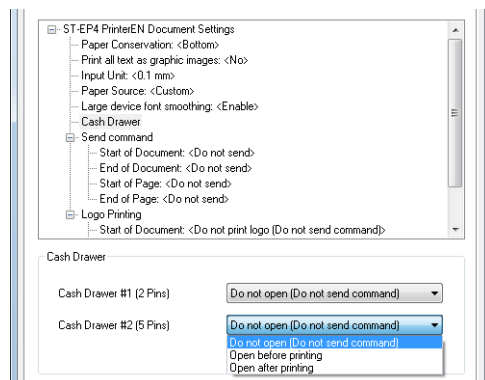 ST-EP4 PrinterEN Document Settings
Paper Conservation: <Bottom>
Print all text as graphic images: <No>
Input Unit: <0.1 mm>
Paper Source: <Custom>
Large device font smoothing: <Enable>
Cash Drawer
Send command
Start of Document: <Do not send>
End of Document: <Do not send>
Start of Page: <Do not send>
End of Page: <Do not send>
Logo Printing
Start of Document: <Do not print logo (Do not send command)>
Cash Drawer
Cash Drawer #1 (2 Pins) Do not open (Do not send command)
Cash Drawer #2 (5 Pins) Do not open (Do not send command)
Do not open (Do not send command)
Open before printing
Open after printing